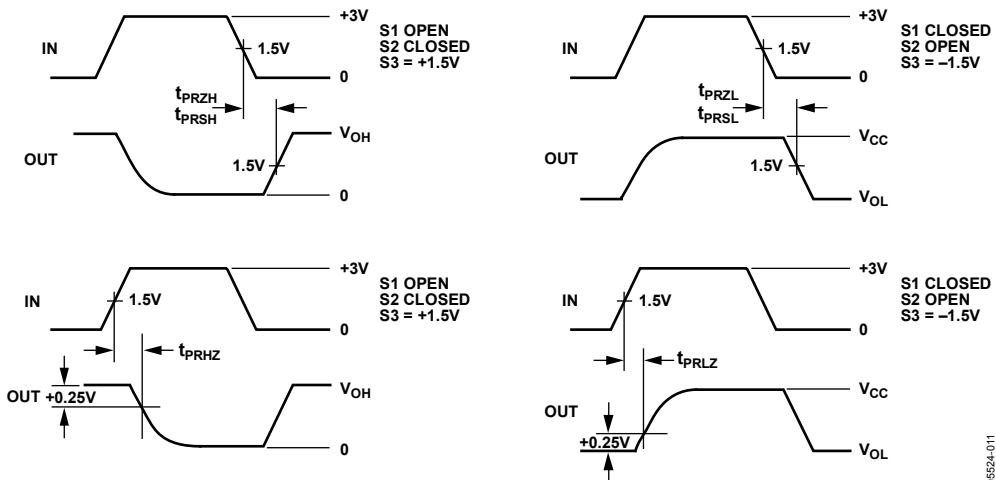 +3V
IN
1.5V
0
S1 OPEN
S2 CLOSED
S3 = +1.5V
tPRZH
tPRSH
OUT
VOH
1.5V
0
+3V
IN
1.5V
0
S1 CLOSED
S2 OPEN
S3 = –1.5V
tPRZL
tPRSL
OUT
VCC
1.5V
VOL
+3V
IN
1.5V
0
S1 OPEN
S2 CLOSED
S3 = +1.5V
tPRHZ
OUT
+0.25V
VOH
0
+3V
IN
1.5V
0
S1 CLOSED
S2 OPEN
S3 = –1.5V
tPRLZ
OUT
+0.25V
VCC
VOL